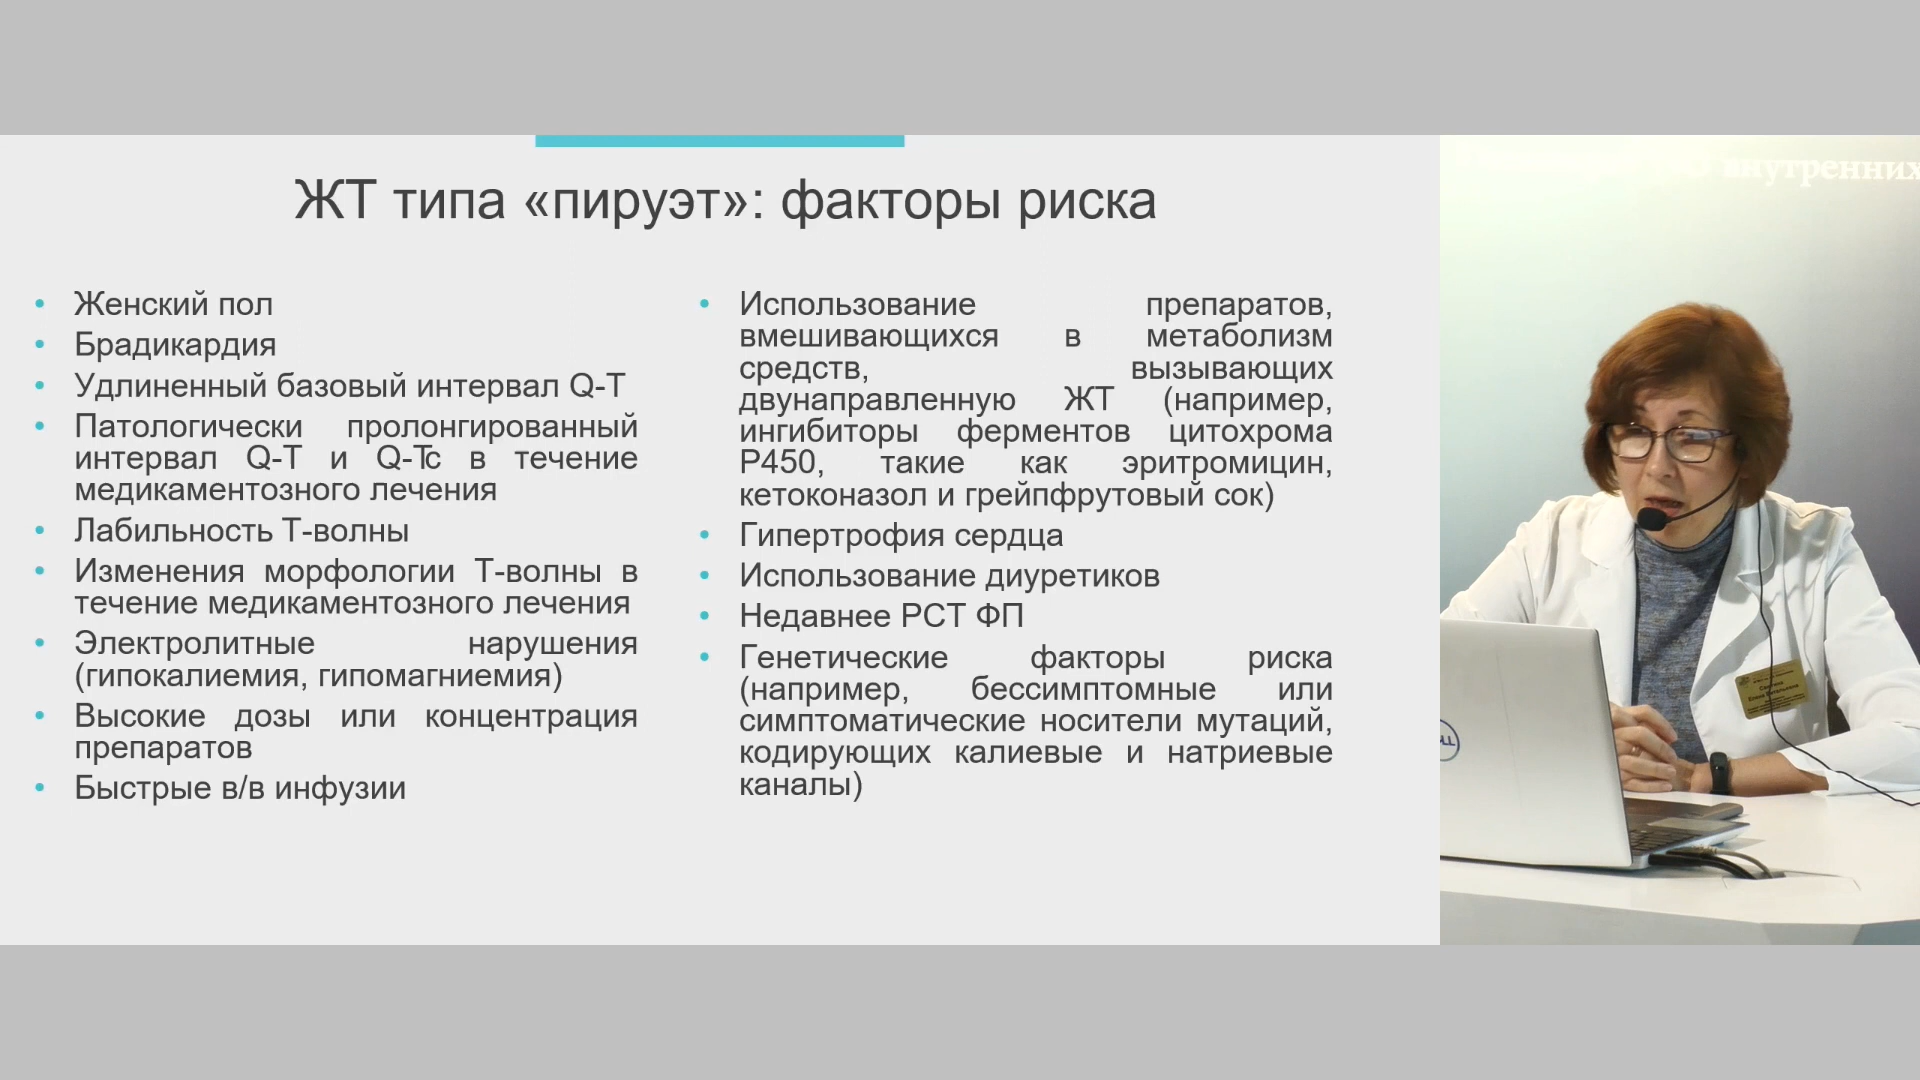 ЖТ типа «пируэт»: факторы риска
• Женский пол
• Брадикардия
• Удлиненный базовый интервал Q-T
• Патологически пролонгированный
интервал Q-T и Q-Tc в течение
медикаментозного лечения
• Лабильность Т-волны
• Изменения морфологии Т-волны в
течение медикаментозного лечения
• Электролитные нарушения
(гипокалиемия, гипомагниемия)
• Высокие дозы или концентрация
препаратов
• Быстрые в/в инфузии
• Использование препаратов,
вмешивающихся в метаболизм
средств, вызывающих
двунаправленную ЖТ (например,
ингибиторы ферментов цитохрома
Р450, такие как эритромицин,
кетоконазол и грейпфрутовый сок)
• Гипертрофия сердца
• Использование диуретиков
• Недавнее РСТ ФП
• Генетические факторы риска
(например, бессимптомные или
симптоматические носители мутаций,
кодирующих калиевые и натриевые
каналы)
внутренних